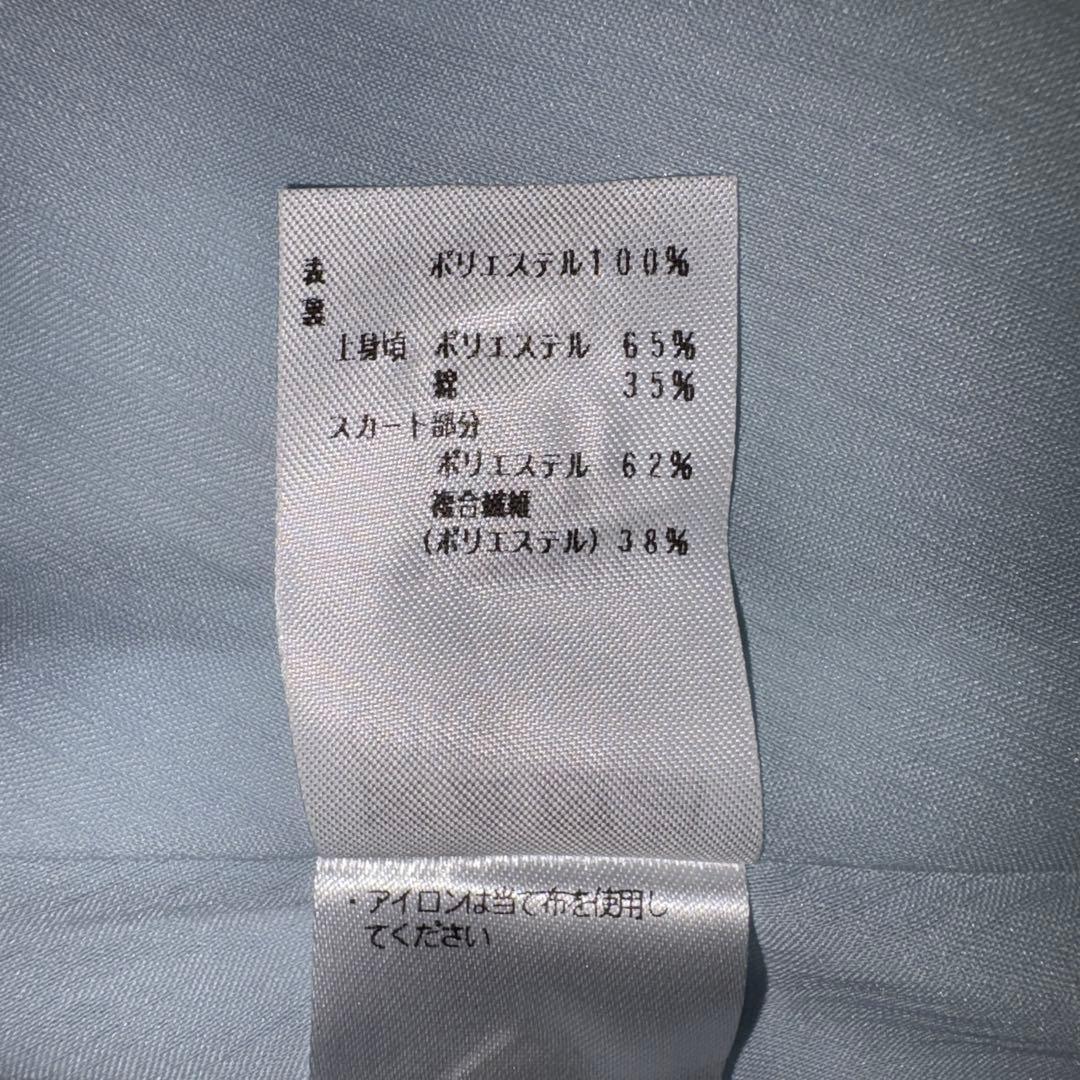 表 ポリエステル100%
裏
上身頃 ポリエステル 65%
綿 35%
スカート部分
ポリエステル 62%
複合繊維
(ポリエステル) 38%
・アイロンは当て布を使用し
てください